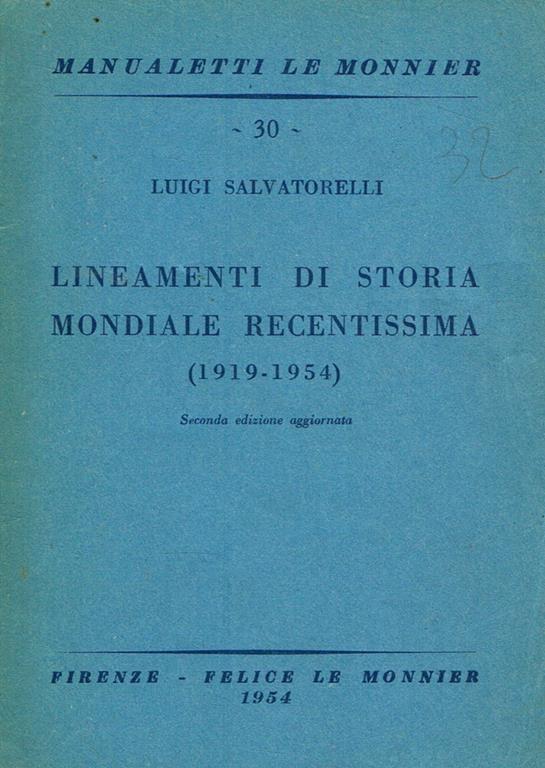 MANUALETTI LE MONNIER
~ 30 ~
32
LUIGI SALVATORELLI
LINEAMENTI DI STORIA
MONDIALE RECENTISSIMA
(1919-1954)
Seconda edizione aggiornata
FIRENZE - FELICE LE MONNIER
1954